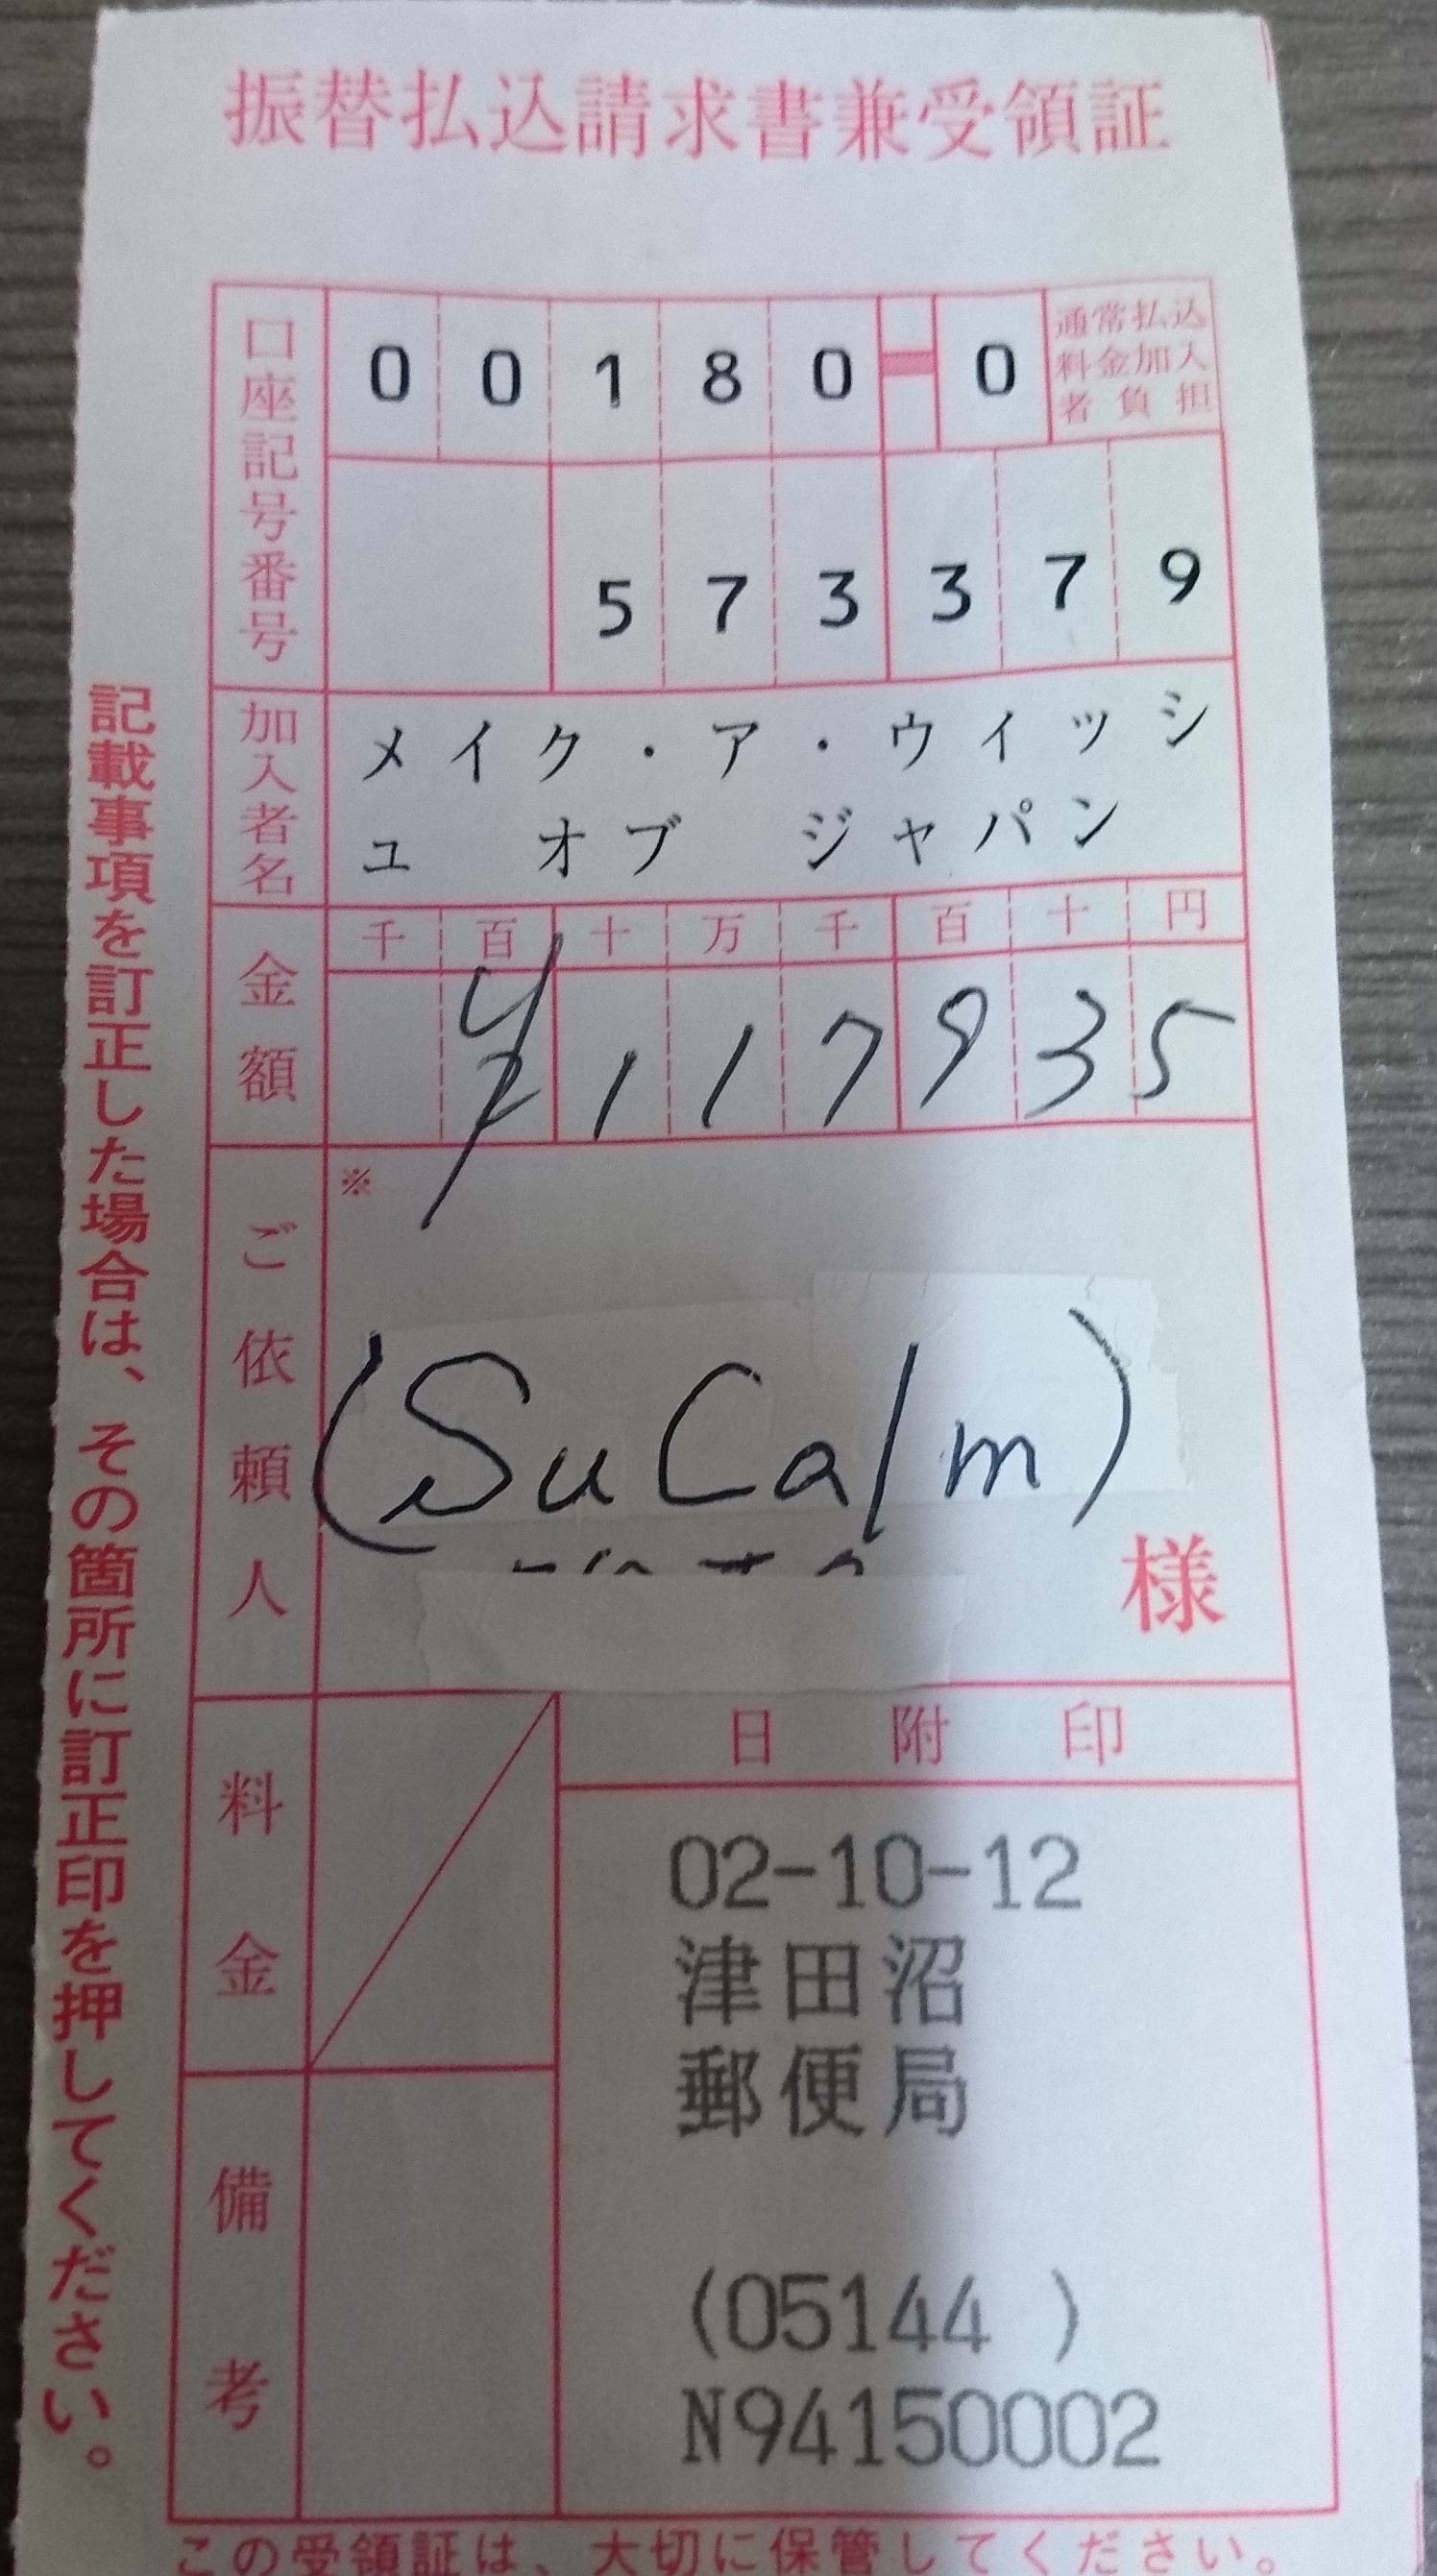 振替払込請求書兼受領証
口座記号番号
00180-0
通常払込
料金加入
者負担
573379
加入者名
メイク・ア・ウィッシ
ュ オブ ジャパン
金額
千百十万千百十円
117935
ご依頼人
※
(SuCalm)
様
料金
日附印
02-10-12
津田沼
郵便局
(05144 )
N94150002
備考
記載事項を訂正した場合は、その箇所に訂正印を押してください。
この受領証は、大切に保管してください。